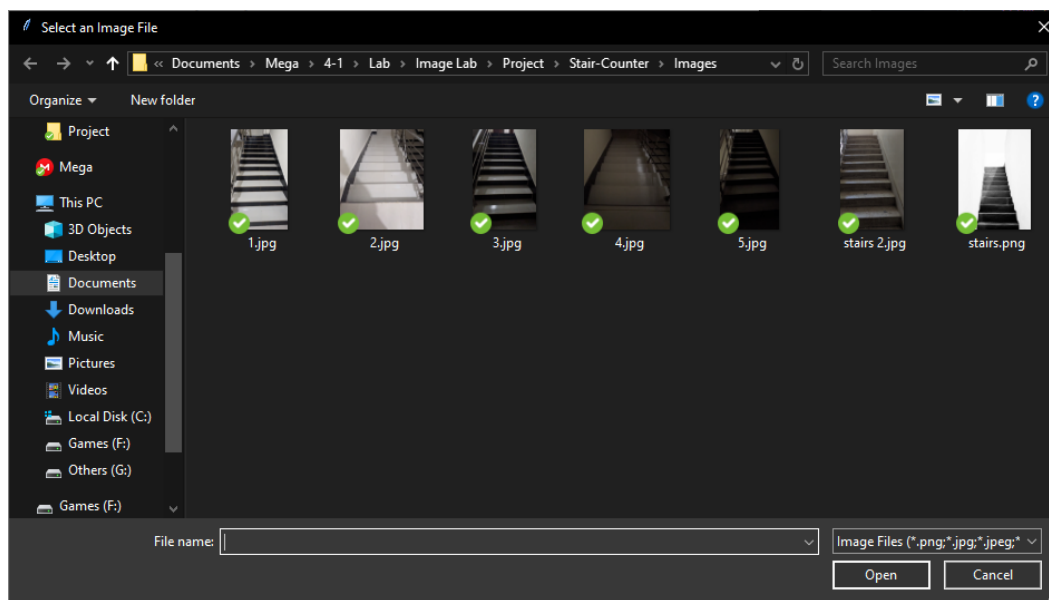 Select an Image File
« Documents > Mega > 4-1 > Lab > Image Lab > Project > Stair-Counter > Images
Search Images
Organize
New folder
Project
Mega
This PC
3D Objects
Desktop
Documents
Downloads
Music
Pictures
Videos
Local Disk (C:)
Games (F:)
Others (G:)
Games (F:)
1.jpg
2.jpg
3.jpg
4.jpg
5.jpg
stairs 2.jpg
stairs.png
File name:
Image Files (*.png;*.jpg;*.jpeg;*
Open
Cancel